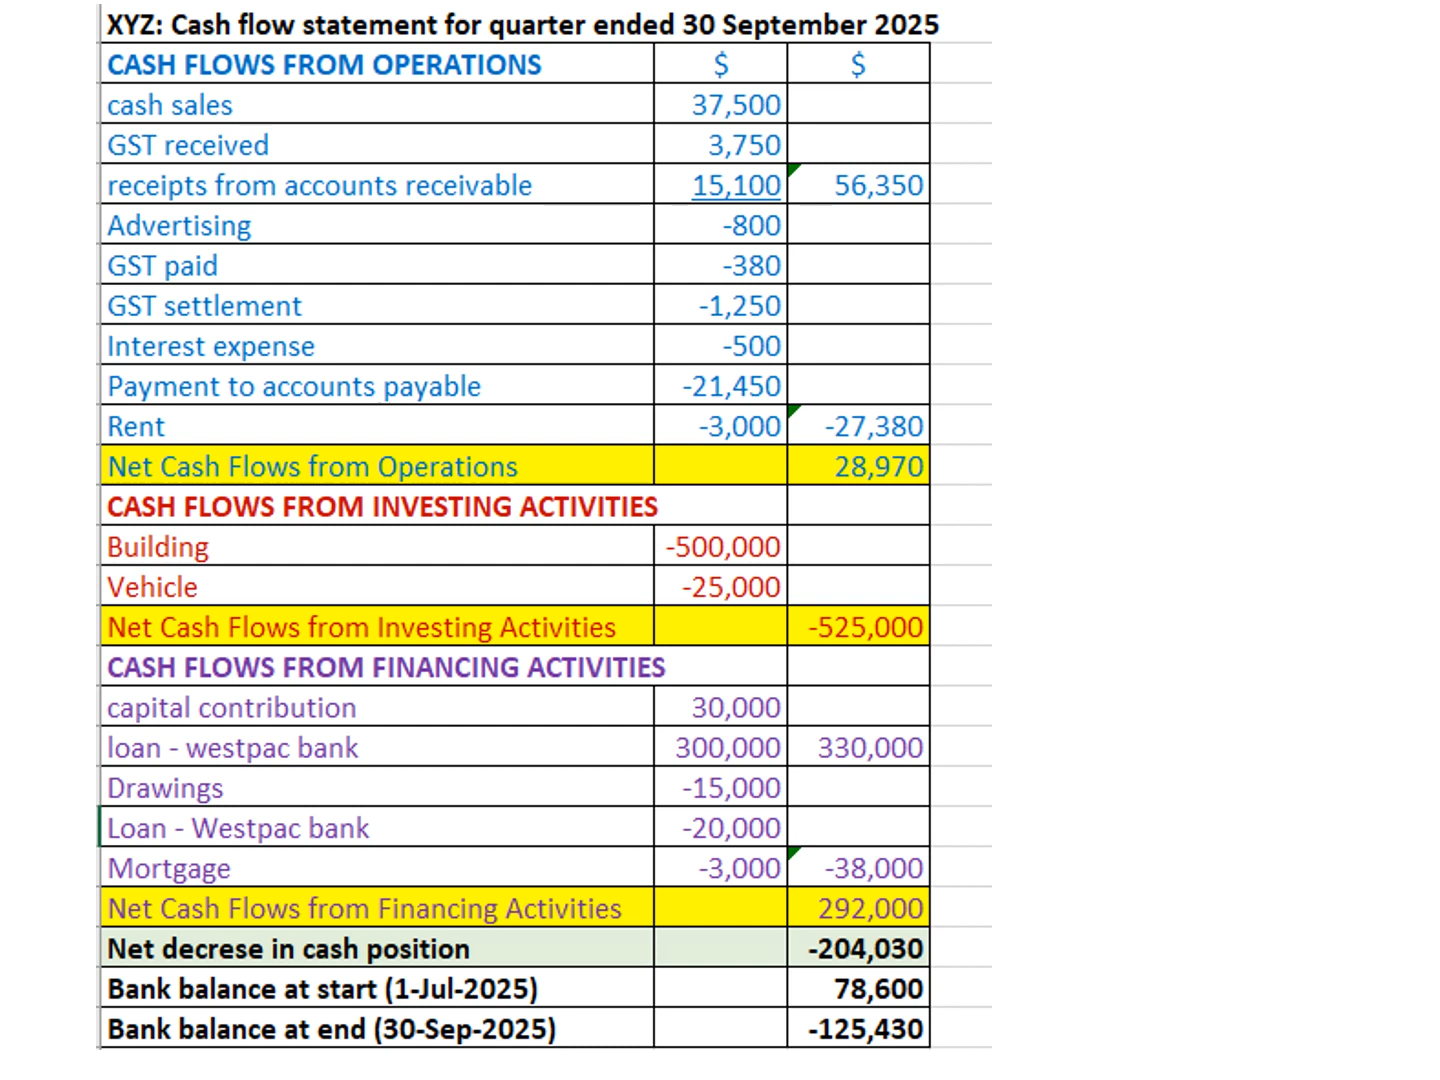 XYZ: Cash flow statement for quarter ended 30 September 2025
CASH FLOWS FROM OPERATIONS $ $
cash sales 37,500
GST received 3,750
receipts from accounts receivable 15,100 56,350
Advertising -800
GST paid -380
GST settlement -1,250
Interest expense -500
Payment to accounts payable -21,450
Rent -3,000 -27,380
Net Cash Flows from Operations 28,970
CASH FLOWS FROM INVESTING ACTIVITIES
Building -500,000
Vehicle -25,000
Net Cash Flows from Investing Activities -525,000
CASH FLOWS FROM FINANCING ACTIVITIES
capital contribution 30,000
loan - westpac bank 300,000 330,000
Drawings -15,000
Loan - Westpac bank -20,000
Mortgage -3,000 -38,000
Net Cash Flows from Financing Activities 292,000
Net decrese in cash position -204,030
Bank balance at start (1-Jul-2025) 78,600
Bank balance at end (30-Sep-2025) -125,430